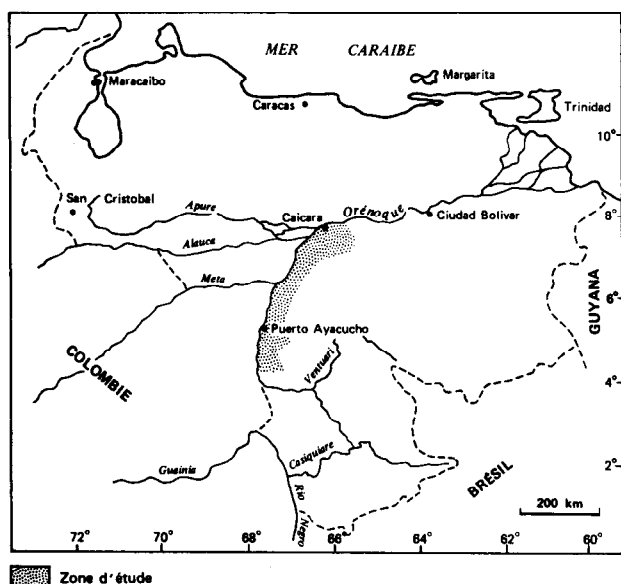 MER CARAIBE
Maracaibo
Margarita
Caracas
Trinidad
10°
San Cristobal
Apure
Caicara
Orénoque
Ciudad Bolivar
8°
Alauca
Meta
6°
GUYANA
Puerto Ayacucho
COLOMBIE
Ventuari
4°
Guainia
Casiquiare
2°
BRÉSIL
Rio Negro
200 km
72°
70°
68°
67°
66°
64°
62°
60°
Zone d'étude